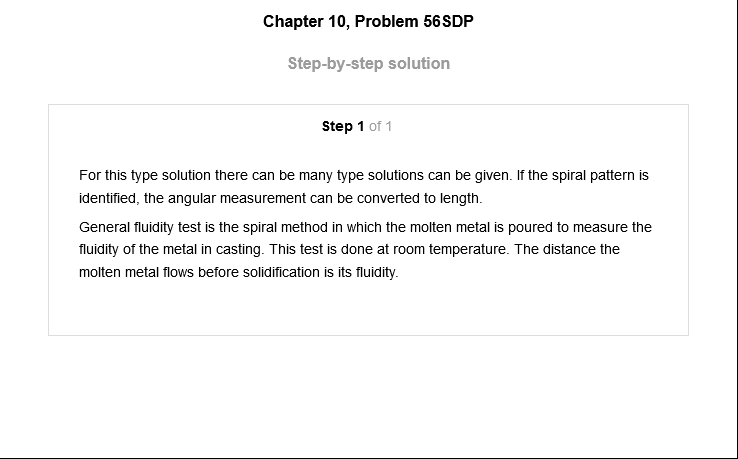 Chapter 10, Problem 56SDP
Step-by-step solution
Step 1 of 1
For this type solution there can be many type solutions can be given. If the spiral pattern is
identified, the angular measurement can be converted to length.
General fluidity test is the spiral method in which the molten metal is poured to measure the
fluidity of the metal in casting. This test is done at room temperature. The distance the
molten metal flows before solidification is its fluidity.